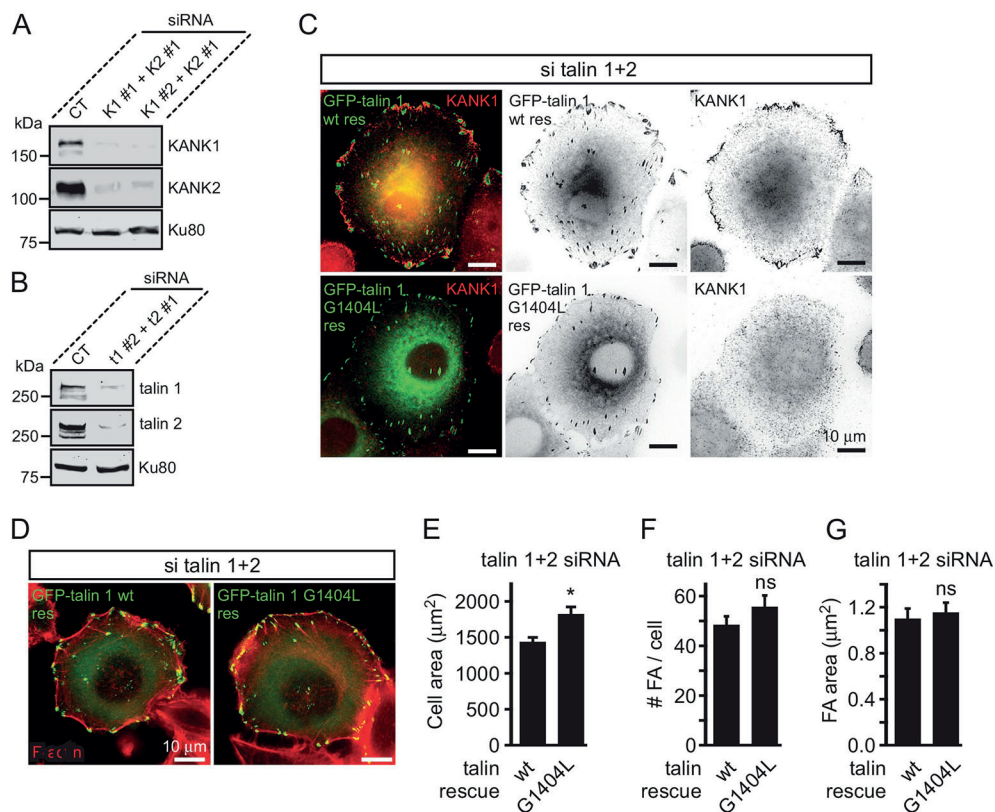 A
siRNA
CT
K1 #1 + K2 #1
K1 #2 + K2 #1
kDa
150
KANK1
100
KANK2
75
Ku80
B
siRNA
CT
t1 #2 + t2 #1
kDa
250
talin 1
250
talin 2
75
Ku80
C
si talin 1+2
GFP-talin 1 KANK1
wt res
GFP-talin 1
wt res
KANK1
GFP-talin 1 KANK1
G1404L
res
GFP-talin 1
G1404L
res
KANK1
10 µm
D
si talin 1+2
GFP-talin 1 wt
res
F-actin
10 µm
GFP-talin 1 G1404L
res
E
talin 1+2 siRNA
Cell area (µm²)
2000
1500
1000
500
0
*
talin
rescue
wt
G1404L
F
talin 1+2 siRNA
# FA / cell
60
40
20
0
ns
talin
rescue
wt
G1404L
G
talin 1+2 siRNA
FA area (µm²)
1.2
0.8
0.4
0.0
ns
talin
rescue
wt
G1404L